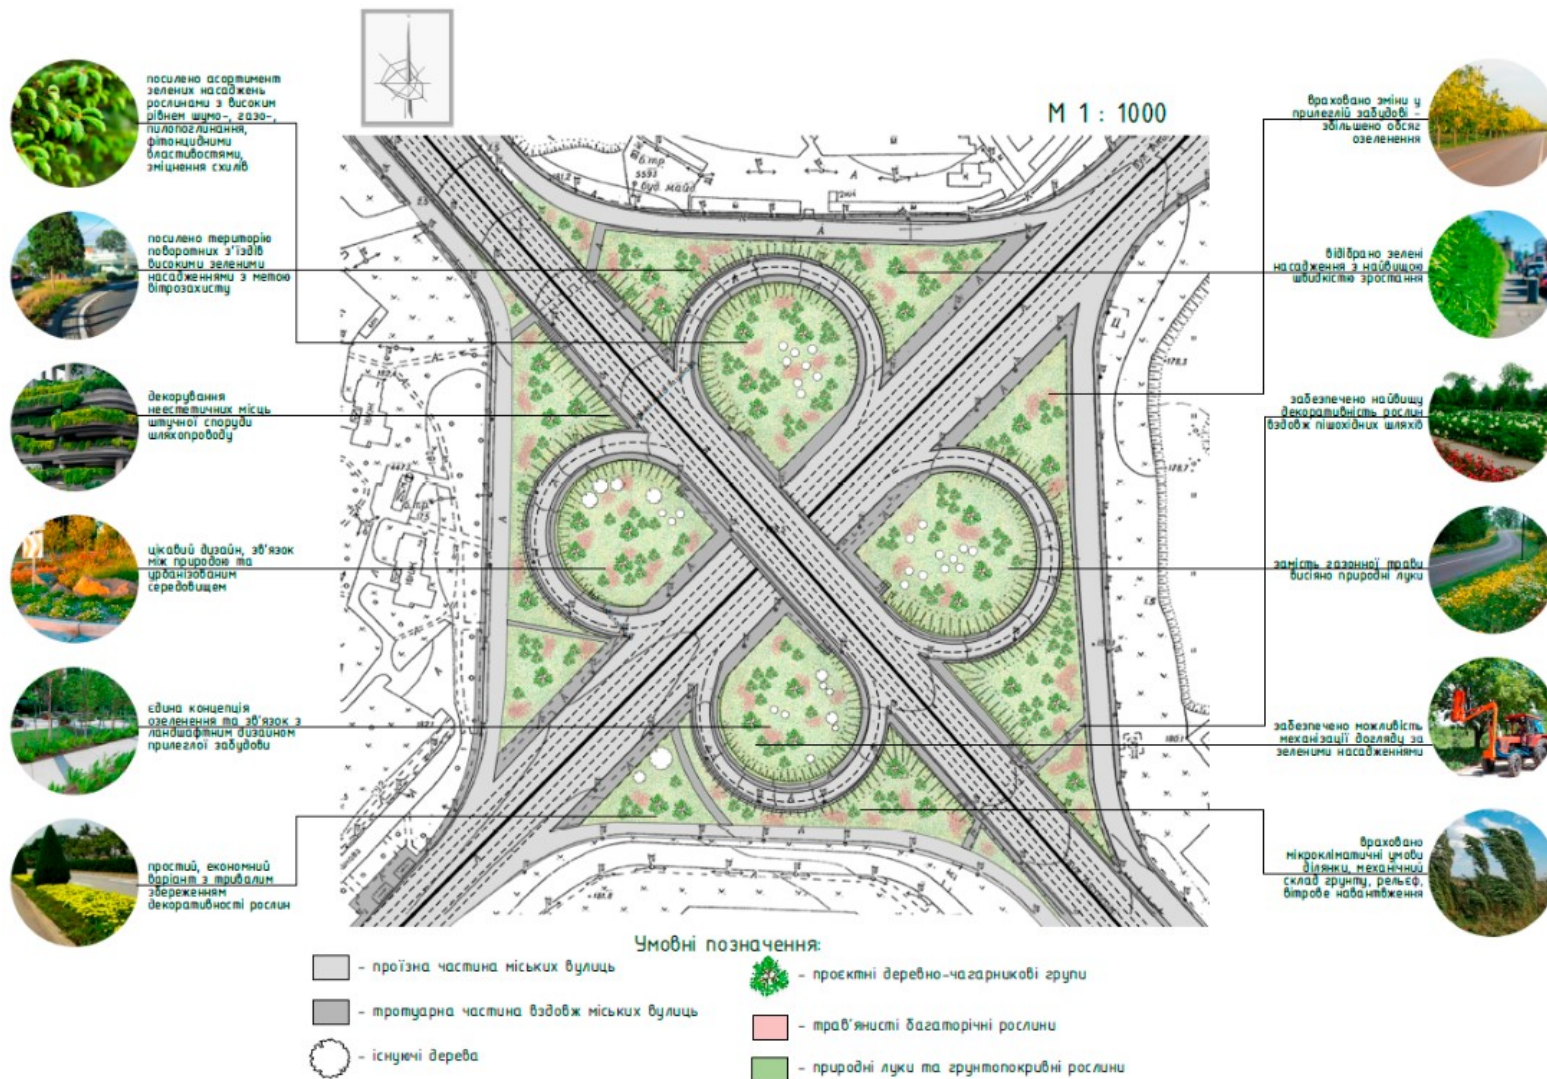 М 1 : 1000
посилено асортимент
зелених насаджень
рослинами з високим
рівнем шумо-, газо-,
пилопоглинання,
фітонцидними
властивостями,
зміцнення схилів
посилено територію
поворотних з'їздів
високими зеленими
насадженнями з метою
вітрозахисту
декорування
неестетичних місць
штучної споруди
шляхопроводу
цікавий дизайн, зв'язок
між природою та
урбанізованим
середовищем
єдина концепція
озеленення та зв'язок з
ландшафтним дизайном
прилеглої забудови
простий, економний
варіант з тривалим
збереженням
декоративності рослин
враховано зміни у
прилеглій забудові -
збільшено обсяг
озеленення
відібрано зелені
насадження з найвищою
швидкістю зростання
забезпечено найвищу
декоративність рослин
вздовж пішохідних шляхів
замість газонної трави
висіяно природні луки
забезпечено можливість
механізації догляду за
зеленими насадженнями
враховано
мікрокліматичні умови
ділянки, механічний
склад грунту, рельєф,
вітрове навантвження
Умовні позначення:
- проїзна частина міських вулиць
- тротуарна частина вздовж міських вулиць
- існуючі дерева
- проєктні деревно-чагарникові групи
- трав'янисті багаторічні рослини
- природні луки та грунтопокривні рослини